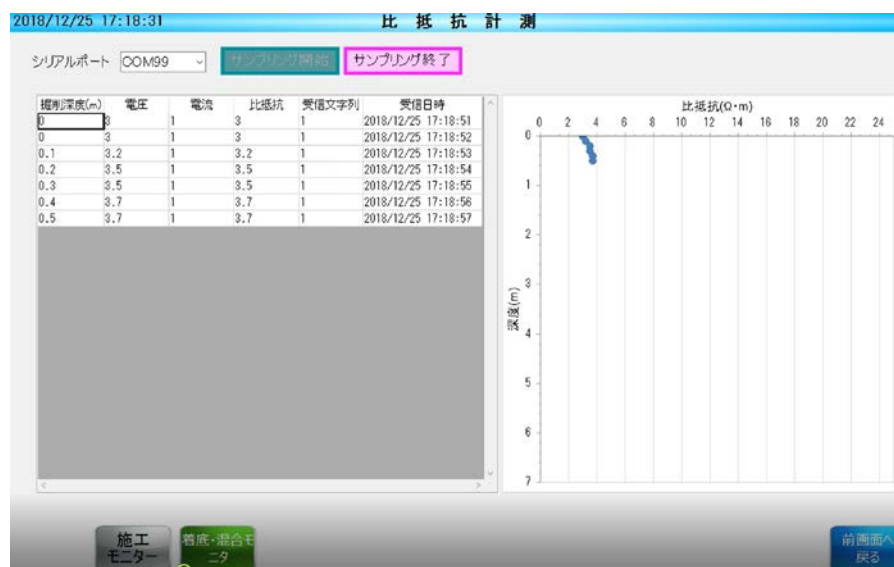 2018/12/25 17:18:31 比抵抗計測
シリアルポート COM99 サンプリング開始 サンプリング終了
掘削深度(m) 電圧 電流 比抵抗 受信文字列 受信日時
0 3 1 3 1 2018/12/25 17:18:51
0 3 1 3 1 2018/12/25 17:18:52
0.1 3.2 1 3.2 1 2018/12/25 17:18:53
0.2 3.5 1 3.5 1 2018/12/25 17:18:54
0.3 3.5 1 3.5 1 2018/12/25 17:18:55
0.4 3.7 1 3.7 1 2018/12/25 17:18:56
0.5 3.7 1 3.7 1 2018/12/25 17:18:57
比抵抗(Ω・m)
0 2 4 6 8 10 12 14 16 18 20 22 24
0
1
2
3
深度(m)
4
5
6
7
施工
モニター
着底・混合モ
ニタ
前画面へ
戻る